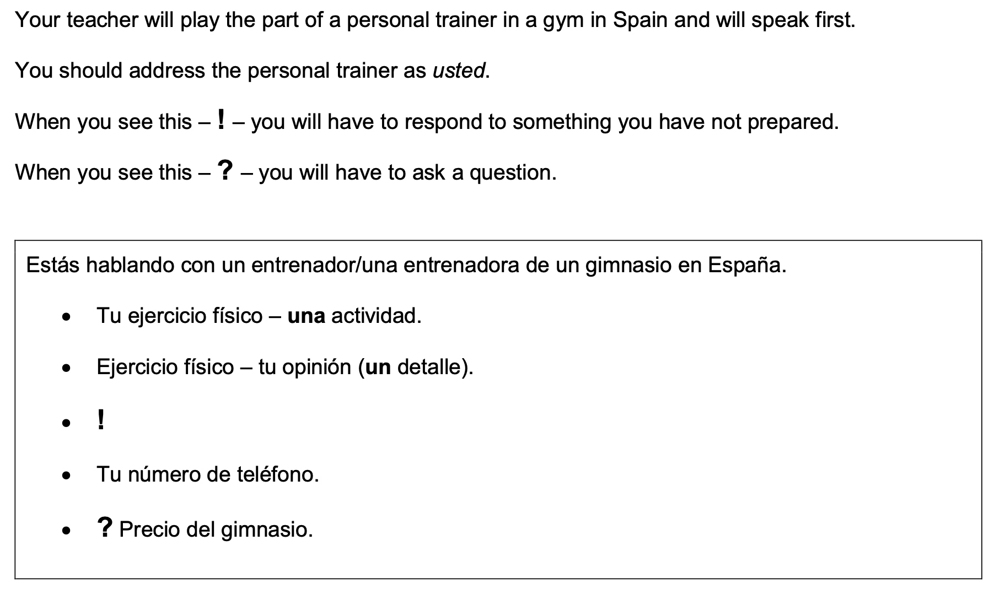 Your teacher will play the part of a personal trainer in a gym in Spain and will speak first.
You should address the personal trainer as usted.
When you see this – ! – you will have to respond to something you have not prepared.
When you see this – ? – you will have to ask a question.
Estás hablando con un entrenador/una entrenadora de un gimnasio en España.
• Tu ejercicio físico – una actividad.
• Ejercicio físico – tu opinión (un detalle).
• !
• Tu número de teléfono.
• ? Precio del gimnasio.